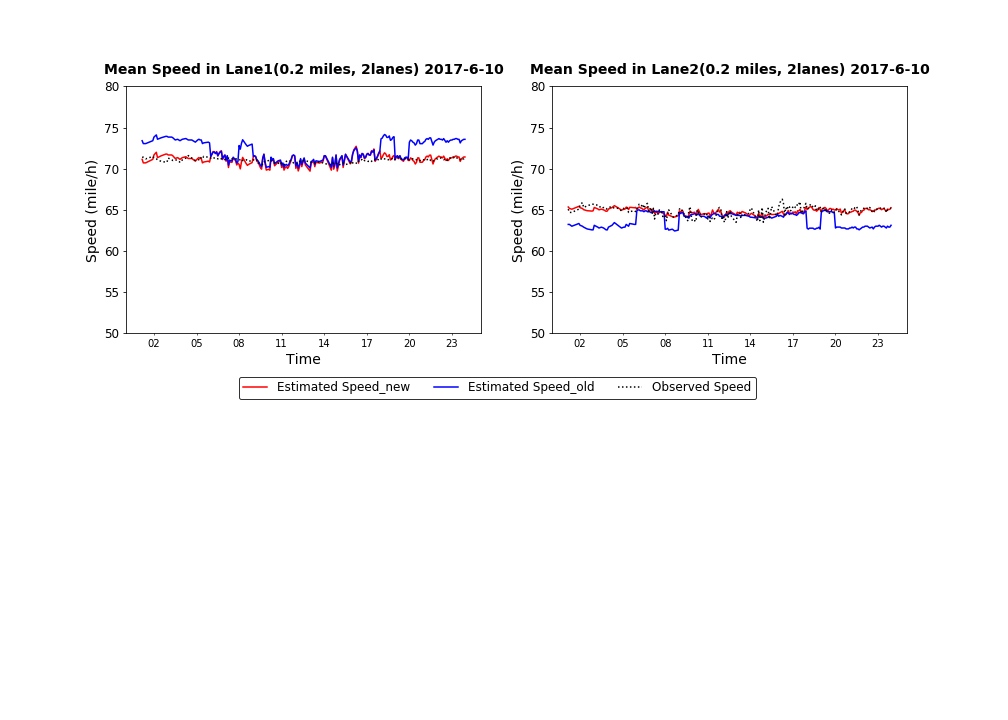 Mean Speed in Lane1(0.2 miles, 2lanes) 2017-6-10
80
75
70
65
60
55
50
Speed (mile/h)
02 05 08 11 14 17 20 23
Time
Mean Speed in Lane2(0.2 miles, 2lanes) 2017-6-10
80
75
70
65
60
55
50
Speed (mile/h)
02 05 08 11 14 17 20 23
Time
Estimated Speed_new Estimated Speed_old Observed Speed